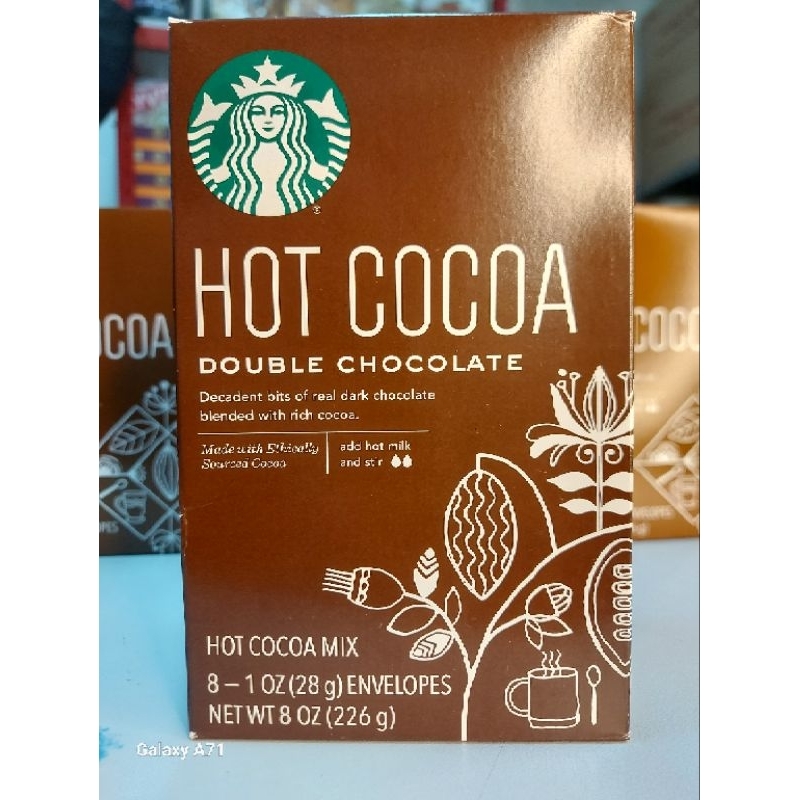 HOT COCOA
DOUBLE CHOCOLATE
Decadent bits of real dark chocolate
blended with rich cocoa.
Made with Ethically
Sourced Cocoa
add hot milk
and stir
HOT COCOA MIX
8 – 1 OZ (28 g) ENVELOPES
NET WT 8 OZ (226 g)
OCOA
COCO
Galaxy A71